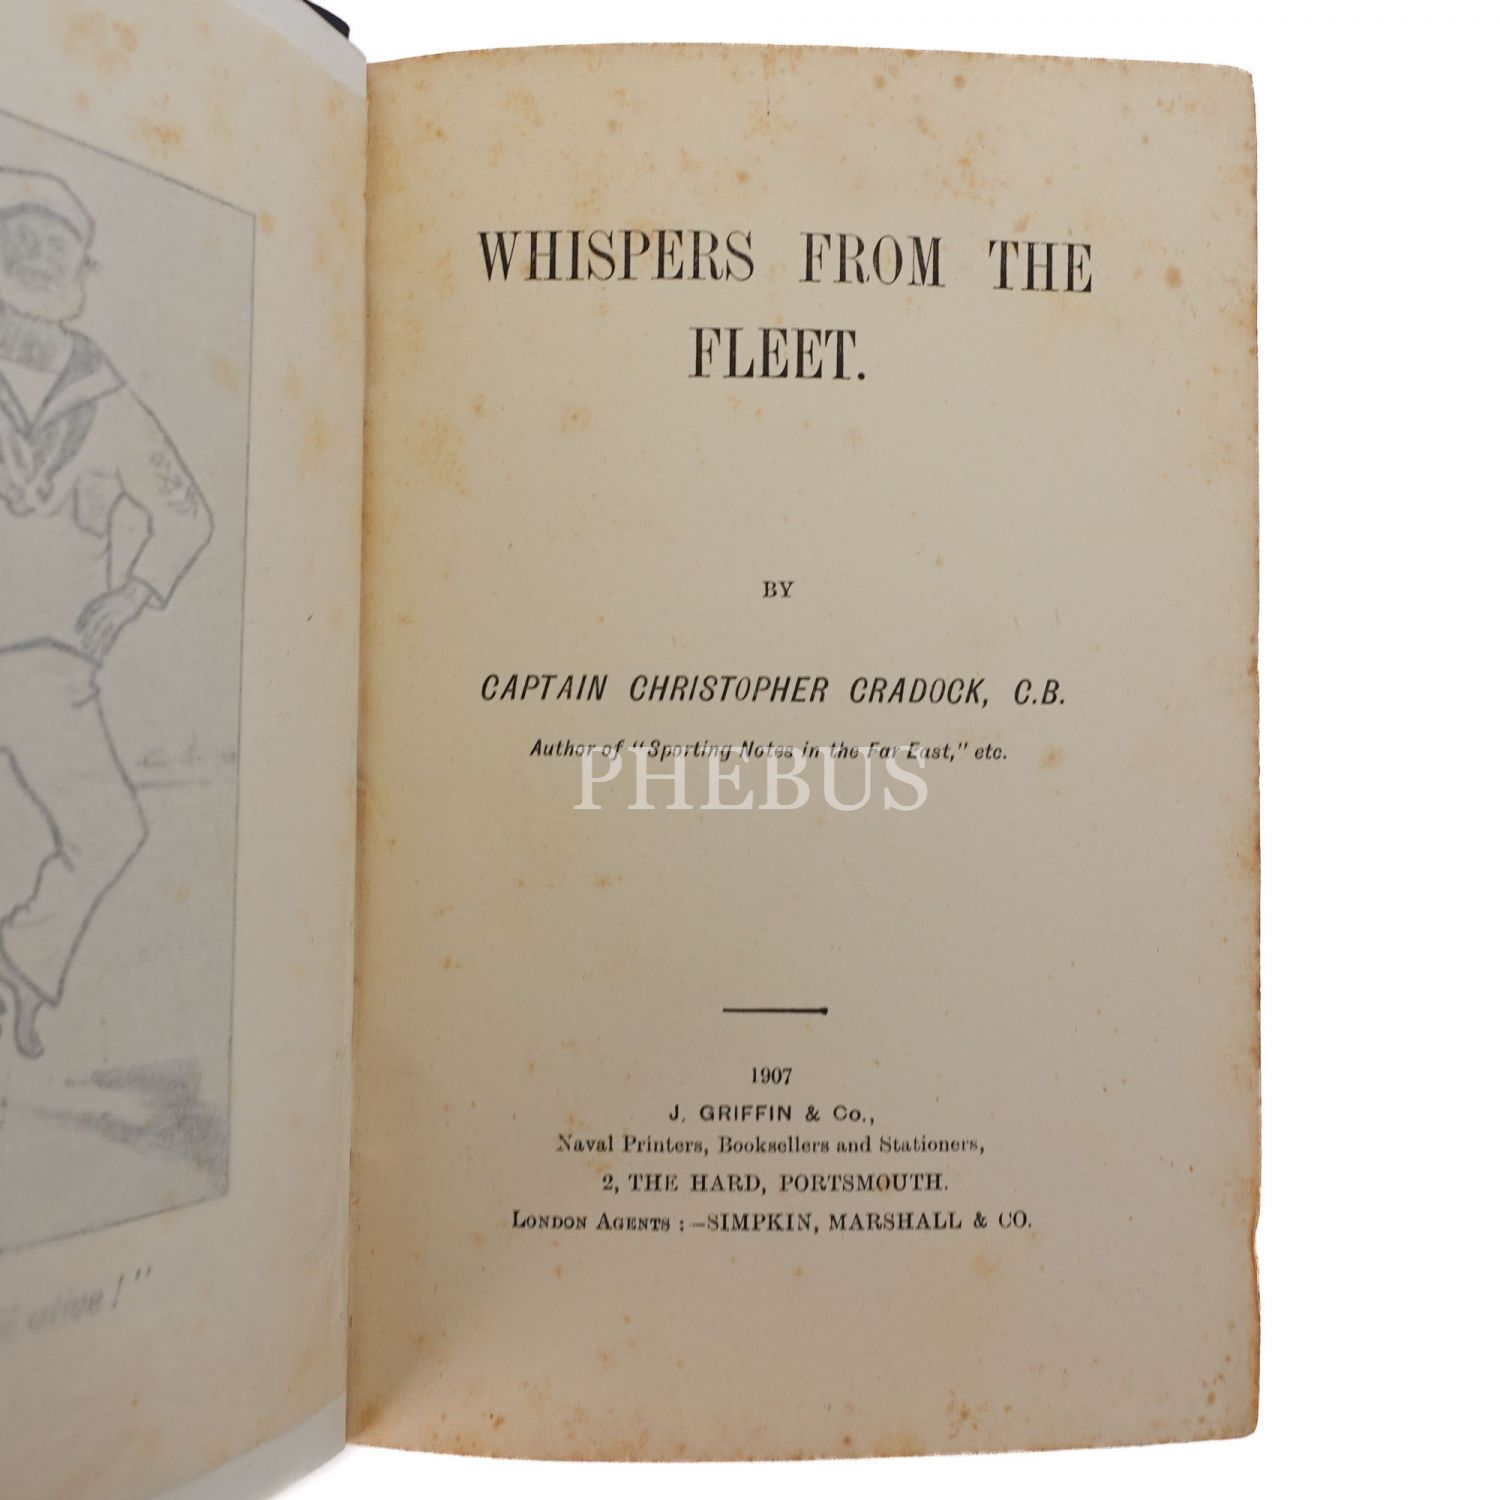 WHISPERS FROM THE
FLEET.
BY
CAPTAIN CHRISTOPHER CRADOCK, C.B.
Author of "Sporting Notes in the Far East," etc.
PHEBUS
1907
J. GRIFFIN & Co.,
Naval Printers, Booksellers and Stationers,
2, THE HARD, PORTSMOUTH.
LONDON AGENTS :—SIMPKIN, MARSHALL & CO.
alive!"